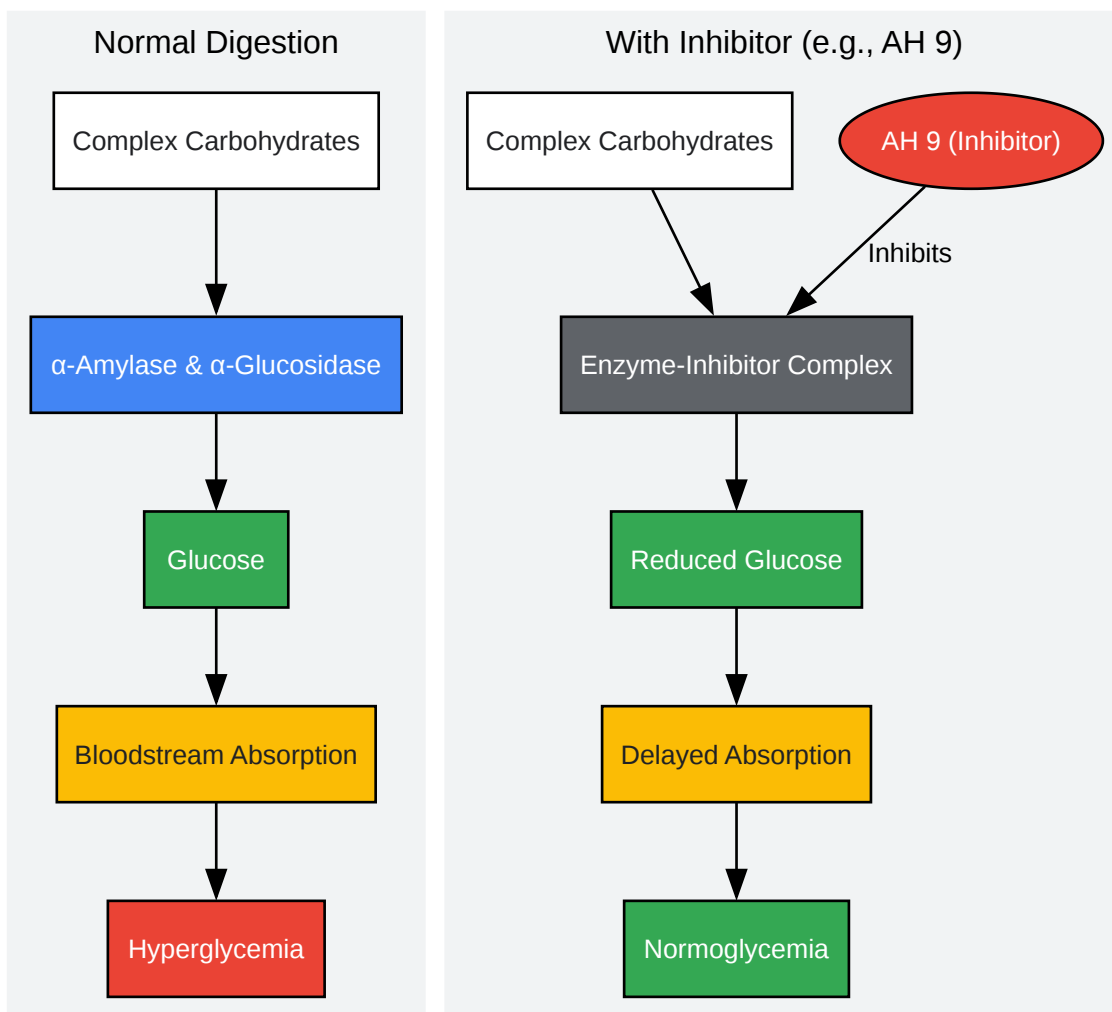 Normal Digestion
Complex Carbohydrates
α-Amylase & α-Glucosidase
Glucose
Bloodstream Absorption
Hyperglycemia
With Inhibitor (e.g., AH 9)
Complex Carbohydrates
AH 9 (Inhibitor)
Inhibits
Enzyme-Inhibitor Complex
Reduced Glucose
Delayed Absorption
Normoglycemia